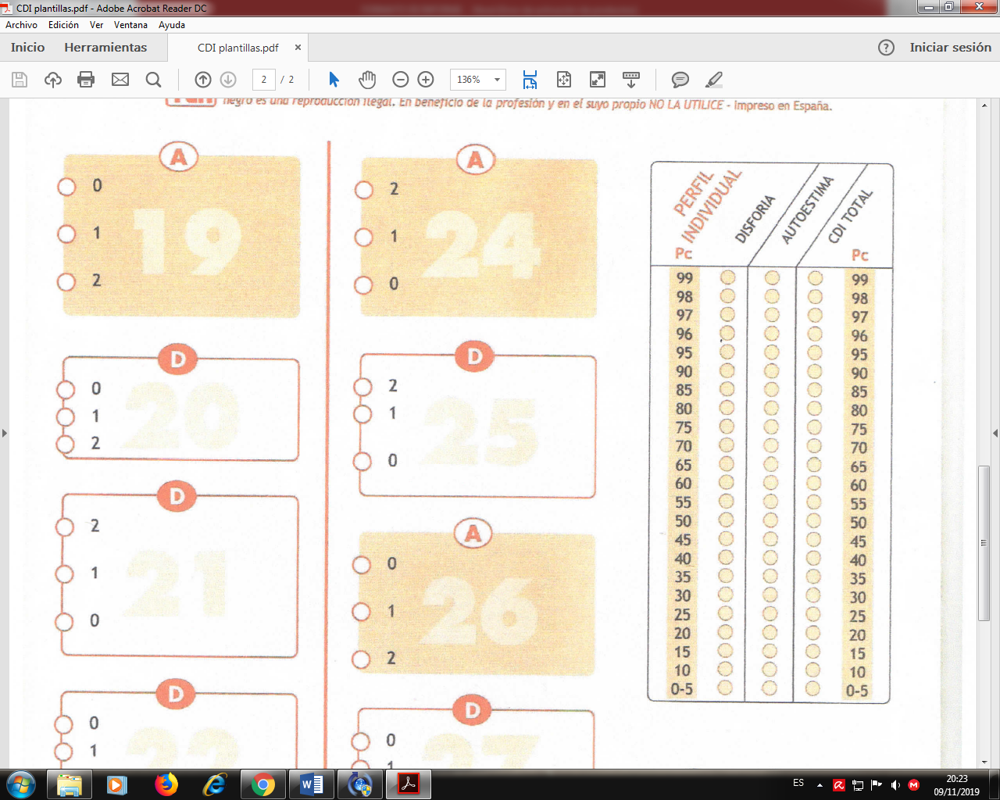 CDI plantillas.pdf - Adobe Acrobat Reader DC
Archivo Edición Ver Ventana Ayuda
Inicio Herramientas CDI plantillas.pdf × Iniciar sesión
2 / 2 136%
negro es una reproducción ilegal. En beneficio de la profesión y en el suyo propio NO LA UTILICE - Impreso en España.
A
0
1
2
19
D
0
1
2
20
D
2
1
0
21
D
0
1
22
A
2
1
0
24
D
2
1
0
25
A
0
1
2
26
D
0
1
27
PERFIL
INDIVIDUAL
DISFORIA
AUTOESTIMA
CDI TOTAL
Pc Pc
99 99
98 98
97 97
96 96
95 95
90 90
85 85
80 80
75 75
70 70
65 65
60 60
55 55
50 50
45 45
40 40
35 35
30 30
25 25
20 20
15 15
10 10
0-5 0-5
ES
20:23
09/11/2019